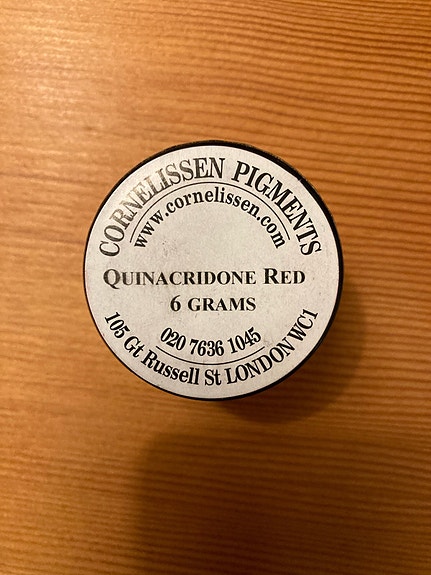 CORNELISSEN PIGMENTS
www.cornelissen.com
QUINACRIDONE RED
6 GRAMS
020 7636 1045
105 Gt Russell St LONDON WC1